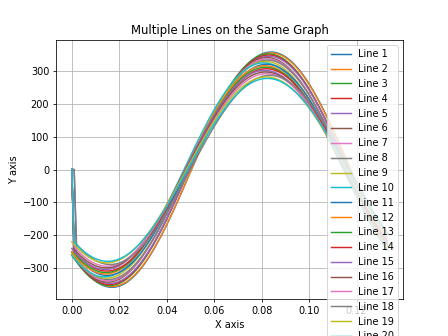 Multiple Lines on the Same Graph
Y axis
300
200
100
0
−100
−200
−300
0.00
0.02
0.04
0.06
0.08
0.10
X axis
Line 1
Line 2
Line 3
Line 4
Line 5
Line 6
Line 7
Line 8
Line 9
Line 10
Line 11
Line 12
Line 13
Line 14
Line 15
Line 16
Line 17
Line 18
Line 19
Line 20